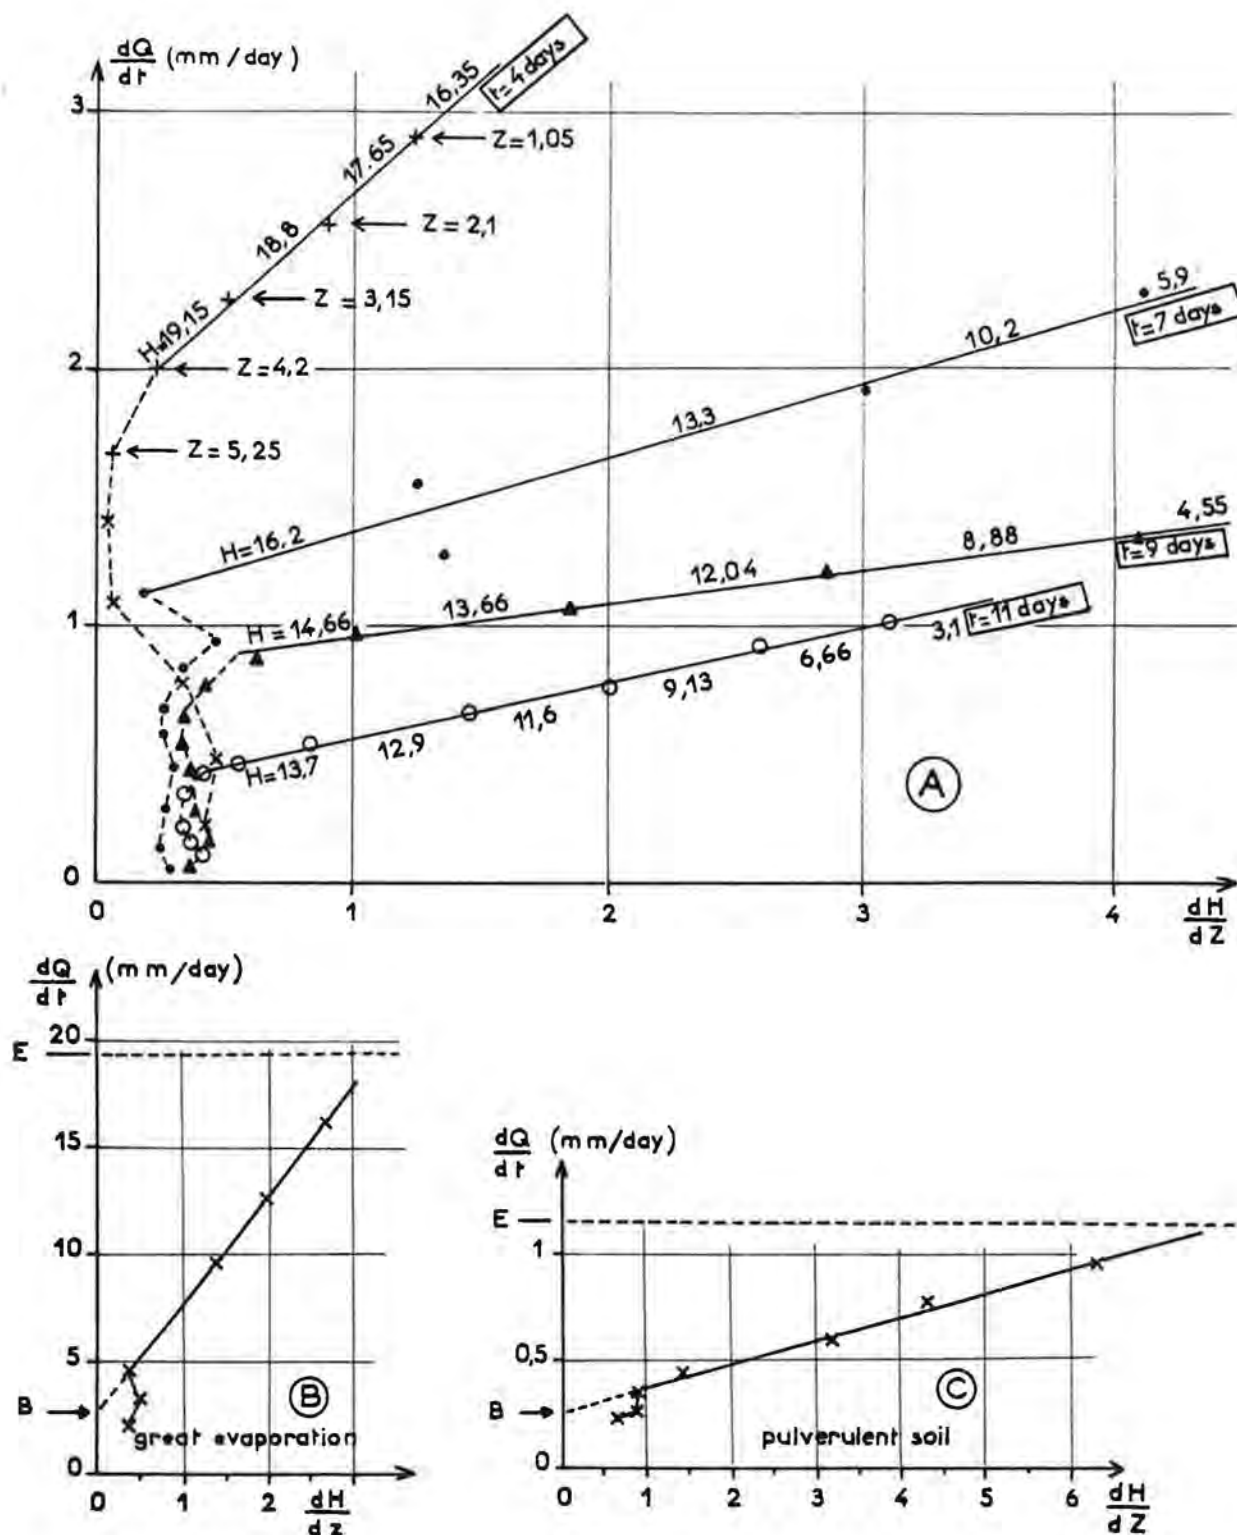 dQ/dt (mm/day)
3
16,35
t=4 days
17.65
Z=1,05
18,8
Z=2,1
H=19,15
Z=3,15
2
Z=4,2
Z=5,25
5,9
t=7 days
10,2
13,3
H=16,2
4,55
8,88
t=9 days
12,04
13,66
H=14,66
1
3,1
t=11 days
6,66
9,13
11,6
12,9
H=13,7
A
0
0 1 2 3 4 dH/dZ
dQ/dt (mm/day)
20
E
15
10
5
B
B
great evaporation
0
0 1 2 dH/dz
dQ/dt (mm/day)
E
1
0,5
C
B
pulverulent soil
0
0 1 2 3 4 5 6 dH/dZ